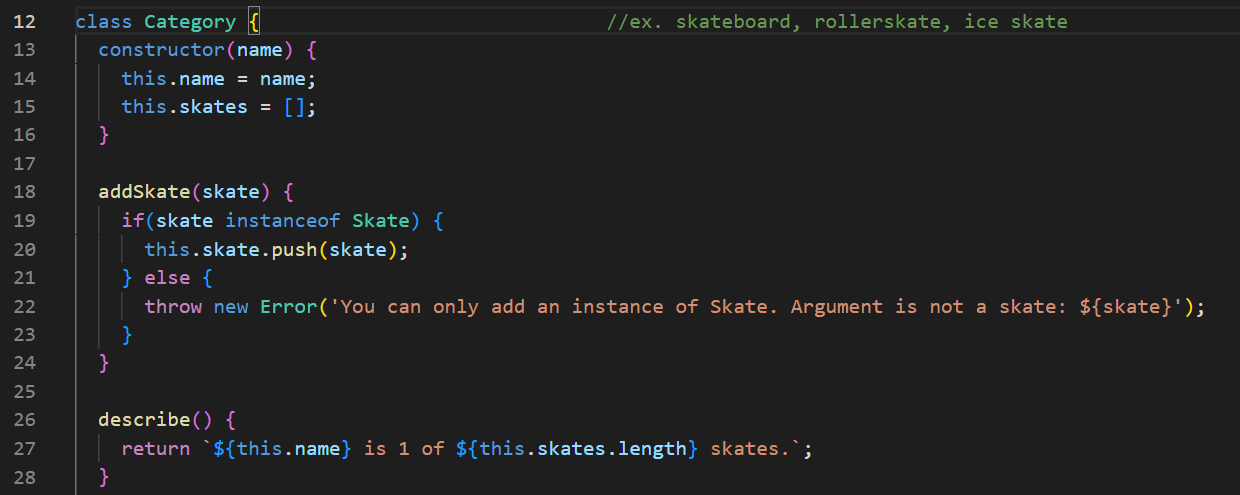 12 class Category { //ex. skateboard, rollerskate, ice skate
13 constructor(name) {
14 this.name = name;
15 this.skates = [];
16 }
17
18 addSkate(skate) {
19 if(skate instanceof Skate) {
20 this.skate.push(skate);
21 } else {
22 throw new Error('You can only add an instance of Skate. Argument is not a skate: ${skate}');
23 }
24 }
25
26 describe() {
27 return `${this.name} is 1 of ${this.skates.length} skates.`;
28 }